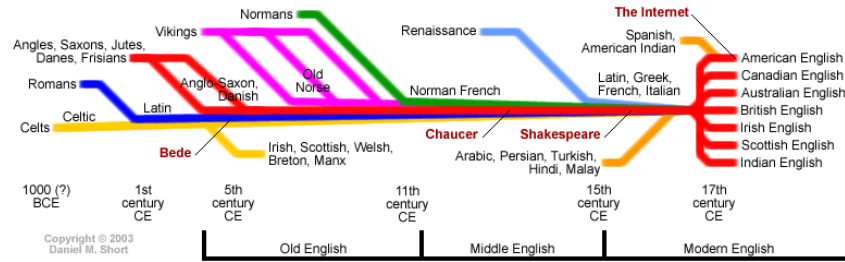 The Internet
Normans
Spanish,
American Indian
Vikings
Renaissance
Angles, Saxons, Jutes,
Danes, Frisians
American English
Old
Norse
Canadian English
Romans
Anglo-Saxon,
Danish
Norman French
Latin, Greek,
French, Italian
Australian English
Celtic
Latin
British English
Celts
Chaucer
Shakespeare
Irish English
Bede
Irish, Scottish, Welsh,
Breton, Manx
Arabic, Persian, Turkish,
Hindi, Malay
Scottish English
Indian English
1000 (?)
BCE
1st
century
CE
5th
century
CE
11th
century
CE
15th
century
CE
17th
century
CE
Copyright © 2003
Daniel M. Short
Old English
Middle English
Modern English